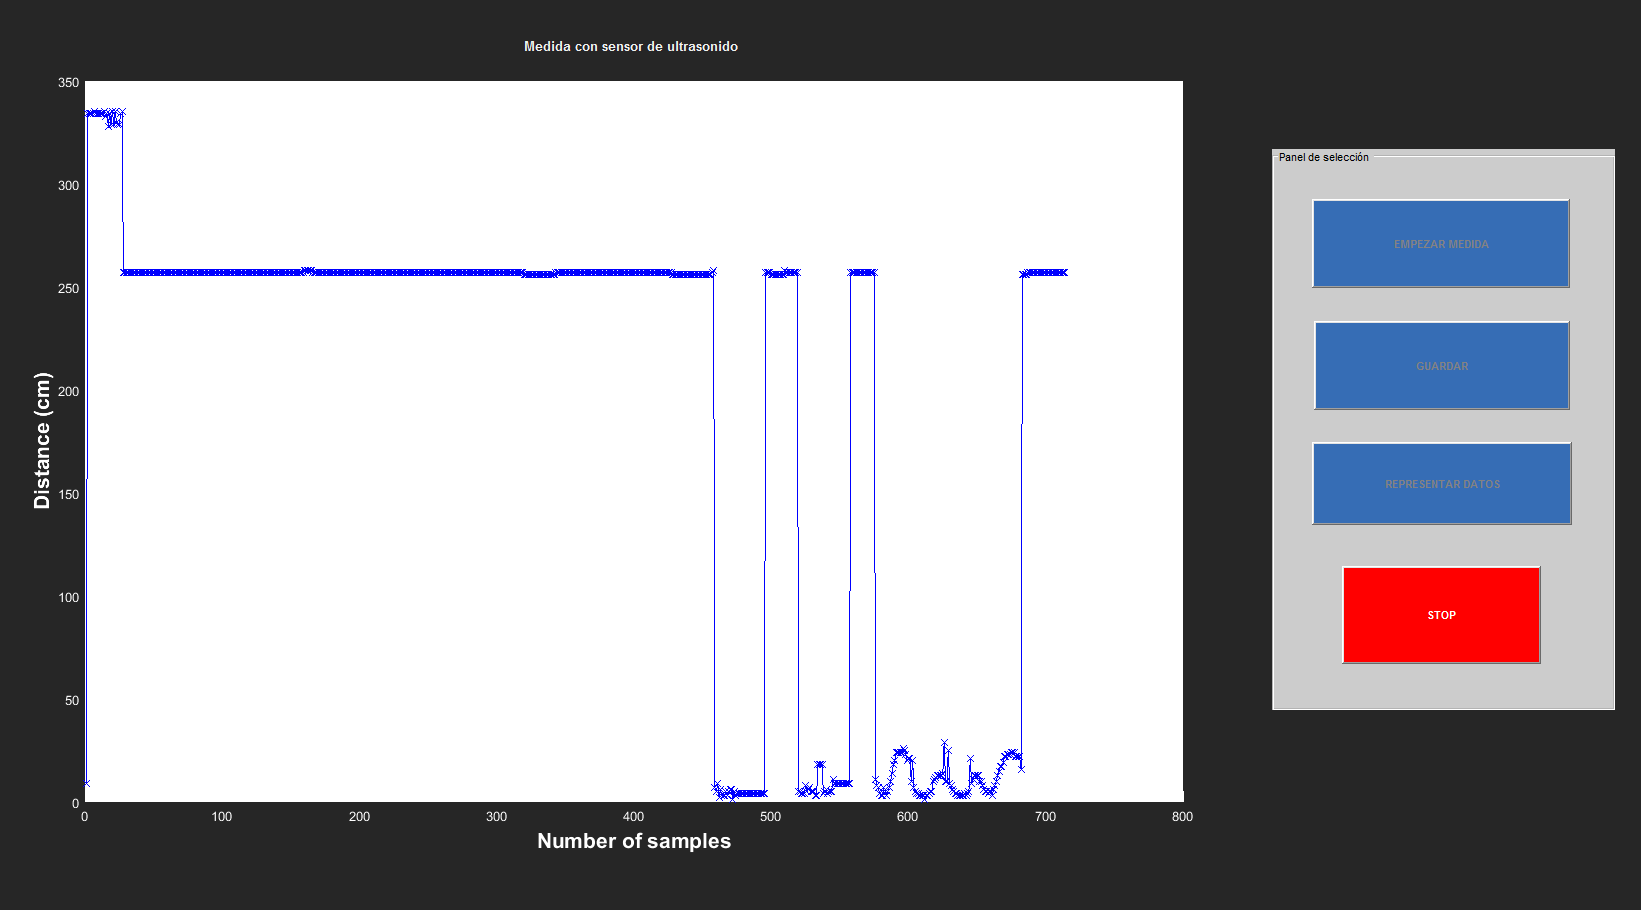 Medida con sensor de ultrasonido
350
300
250
200
150
100
50
0
Distance (cm)
0 100 200 300 400 500 600 700 800
Number of samples
Panel de selección
EMPEZAR MEDIDA
GUARDAR
REPRESENTAR DATOS
STOP